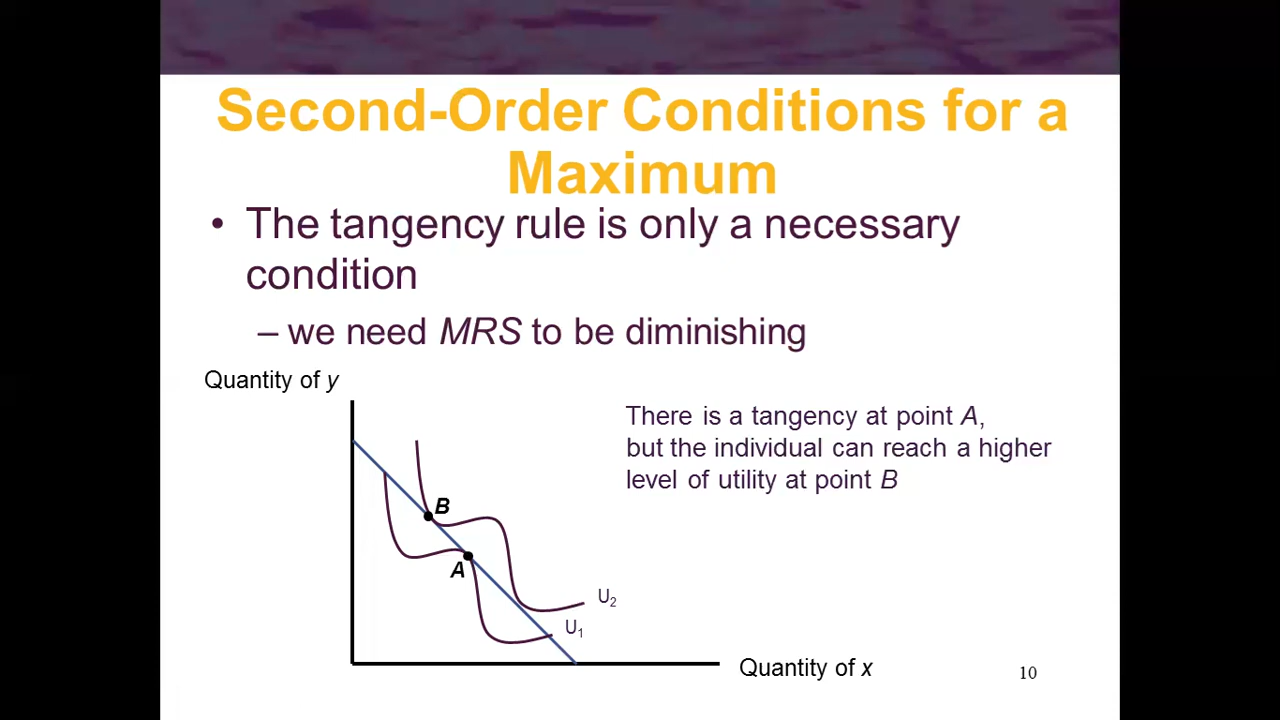 Second-Order Conditions for a
Maximum
• The tangency rule is only a necessary
condition
– we need MRS to be diminishing
Quantity of y
There is a tangency at point A,
but the individual can reach a higher
level of utility at point B
B
A
U2
U1
Quantity of x
10